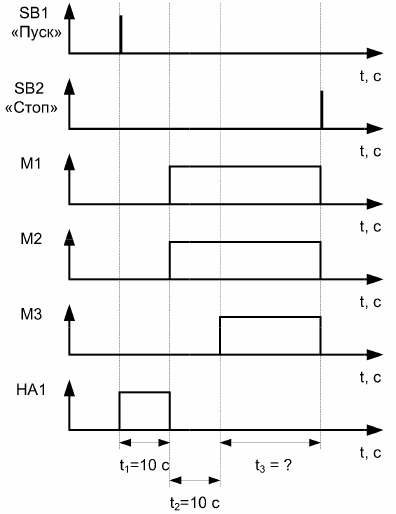 SB1
«Пуск»
t, c
SB2
«Стоп»
t, c
M1
t, c
M2
t, c
M3
t, c
HA1
t, c
t₁=10 c
t₃ = ?
t₂=10 c